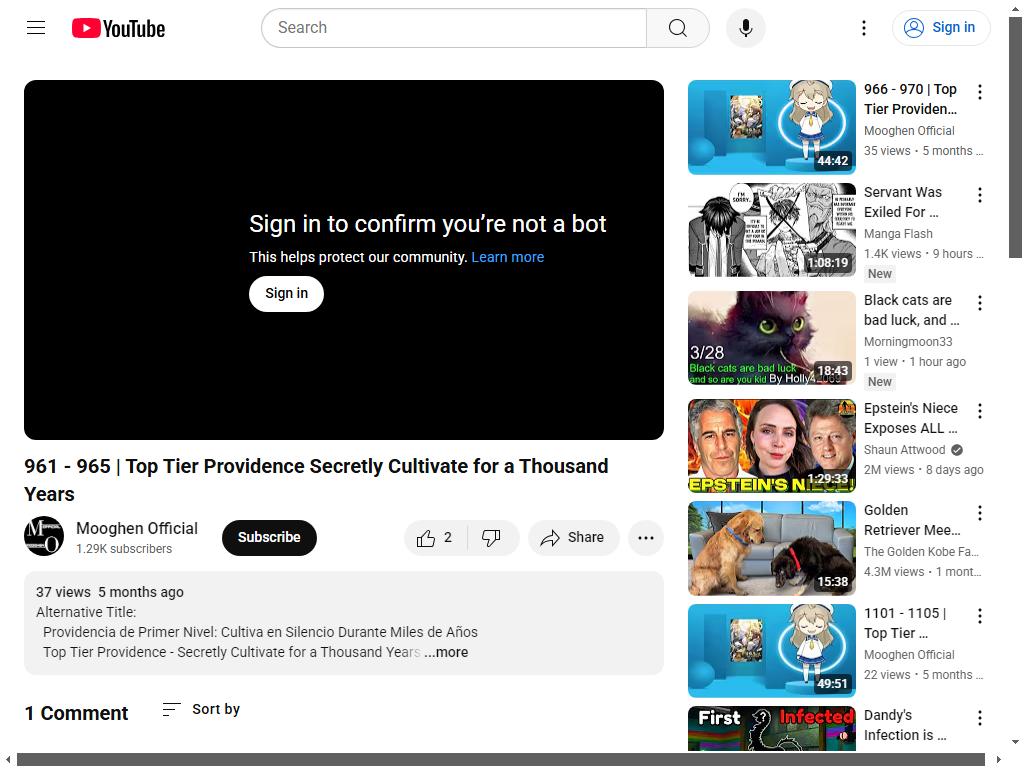 YouTube
Search
Sign in
Sign in to confirm you’re not a bot
This helps protect our community. Learn more
Sign in
961 - 965 | Top Tier Providence Secretly Cultivate for a Thousand
Years
Mooghen Official
1.29K subscribers
Subscribe
2
Share
37 views 5 months ago
Alternative Title:
Providencia de Primer Nivel: Cultiva en Silencio Durante Miles de Años
Top Tier Providence - Secretly Cultivate for a Thousand Years ...more
1 Comment
Sort by
44:42
966 - 970 | Top
Tier Providen...
Mooghen Official
35 views • 5 months ...
I'M SORRY...
1:08:19
Servant Was
Exiled For ...
Manga Flash
1.4K views • 9 hours ...
New
3/28
Black cats are bad luck
and so are you kid By Holly42069
18:43
Black cats are
bad luck, and ...
Morningmoon33
1 view • 1 hour ago
New
EPSTEIN'S NIECE!
1:29:33
Epstein's Niece
Exposes ALL ...
Shaun Attwood
2M views • 8 days ago
15:38
Golden
Retriever Mee...
The Golden Kobe Fa...
4.3M views • 1 mont...
49:51
1101 - 1105 |
Top Tier ...
Mooghen Official
22 views • 5 months ...
First Infected
Dandy's
Infection is ...